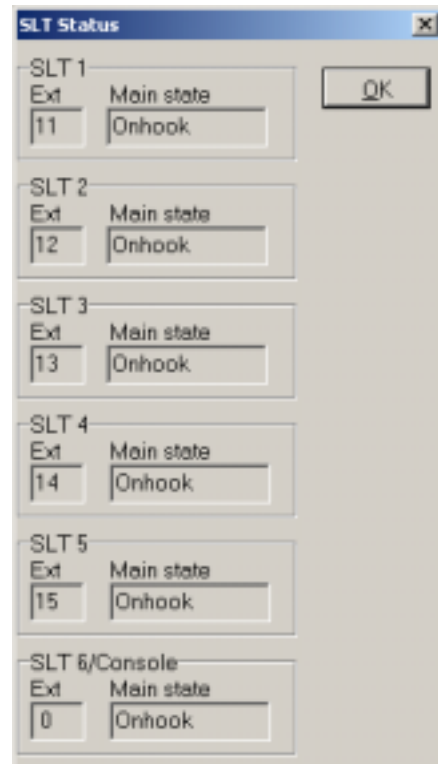 SLT Status
SLT 1
Ext Main state
11 Onhook
OK
SLT 2
Ext Main state
12 Onhook
SLT 3
Ext Main state
13 Onhook
SLT 4
Ext Main state
14 Onhook
SLT 5
Ext Main state
15 Onhook
SLT 6/Console
Ext Main state
0 Onhook